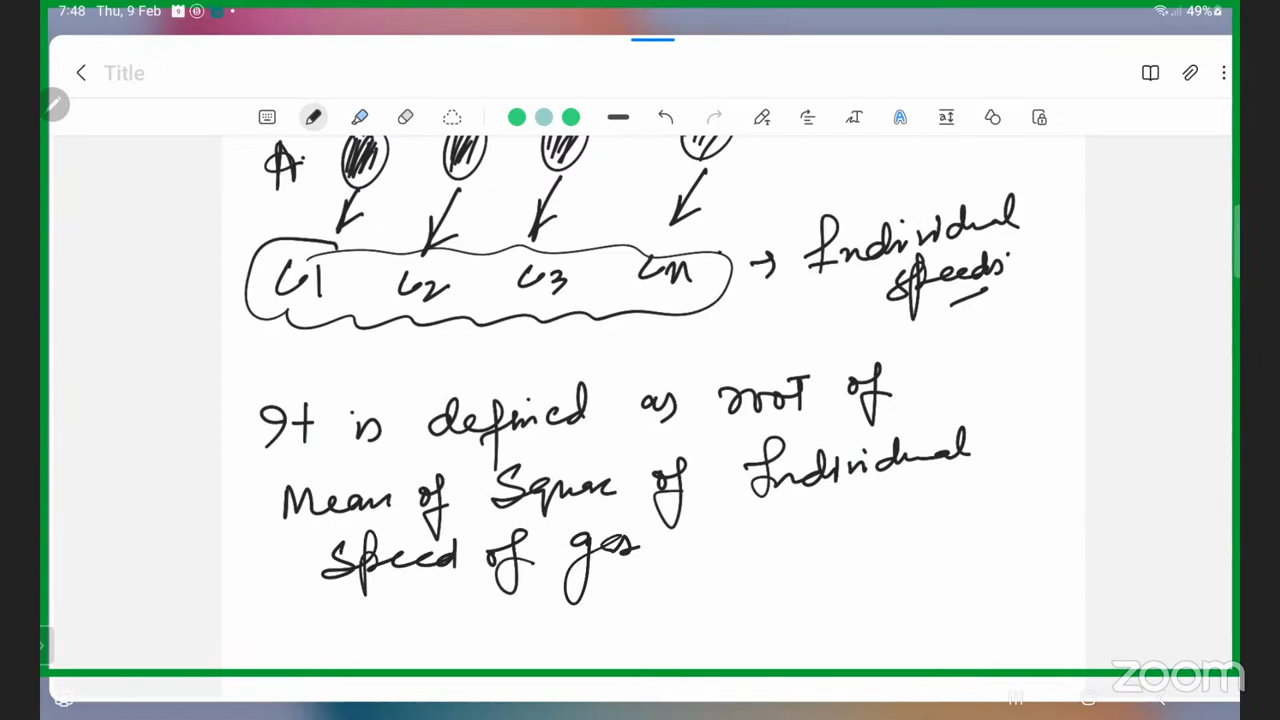 7:48 Thu, 9 Feb
49%
Title
A.
C1 C2 C3 Cn → Individual
speeds
It is defined as root of
Mean of Square of Individual
Speed of gas
zoom